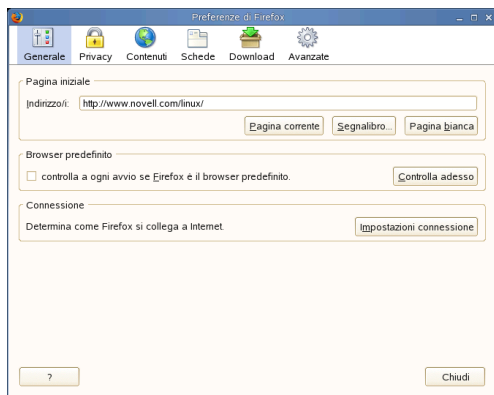 Preferenze di Firefox
Generale Privacy Contenuti Schede Download Avanzate
Pagina iniziale
Indirizzo/i: http://www.novell.com/linux/
Pagina corrente Segnalibro... Pagina bianca
Browser predefinito
controlla a ogni avvio se Firefox è il browser predefinito. Controlla adesso
Connessione
Determina come Firefox si collega a Internet. Impostazioni connessione
? Chiudi